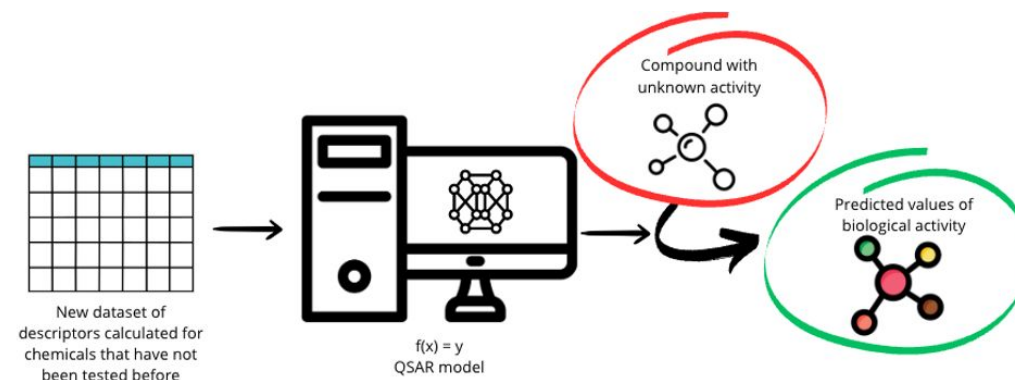 New dataset of
descriptors calculated for
chemicals that have not
been tested before
f(x) = y
QSAR model
Compound with
unknown activity
Predicted values of
biological activity